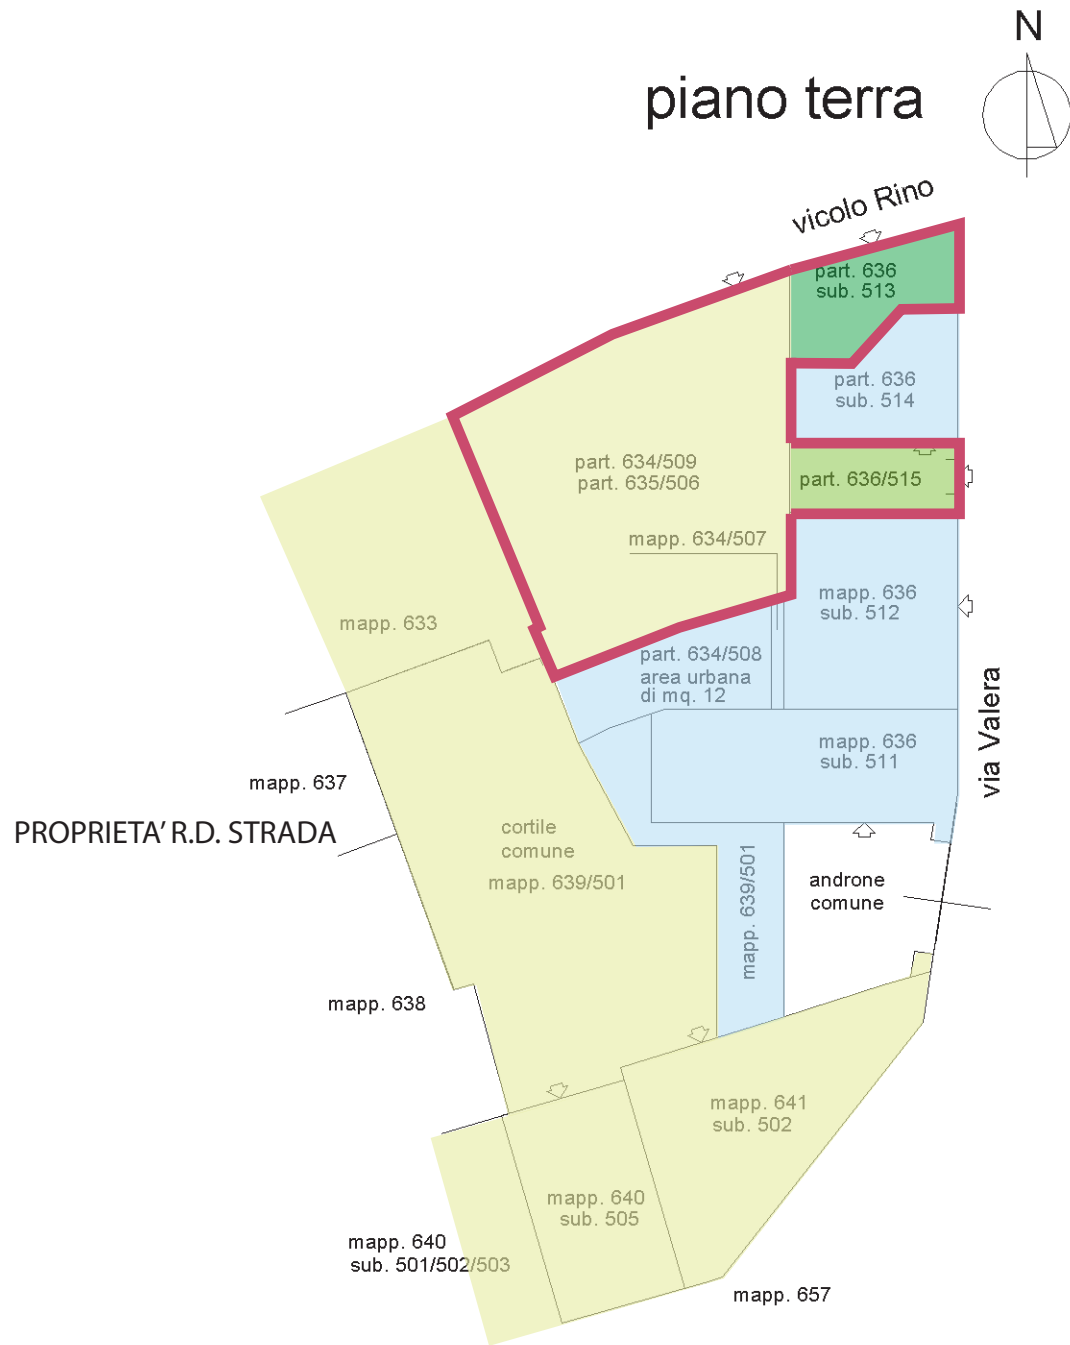 N
piano terra
vicolo Rino
part. 636
sub. 513
part. 636
sub. 514
part. 634/509
part. 635/506
part. 636/515
mapp. 634/507
mapp. 636
sub. 512
mapp. 633
part. 634/508
area urbana
di mq. 12
via Valera
mapp. 636
sub. 511
mapp. 637
PROPRIETA’ R.D. STRADA
cortile
comune
mapp. 639/501
mapp. 639/501
androne
comune
mapp. 638
mapp. 641
sub. 502
mapp. 640
sub. 505
mapp. 640
sub. 501/502/503
mapp. 657